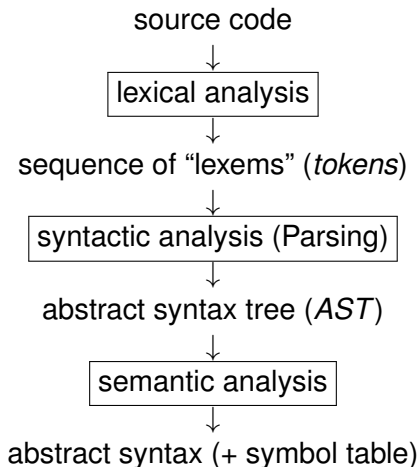 source code
lexical analysis
sequence of “lexems” (tokens)
syntactic analysis (Parsing)
abstract syntax tree (AST)
semantic analysis
abstract syntax (+ symbol table)